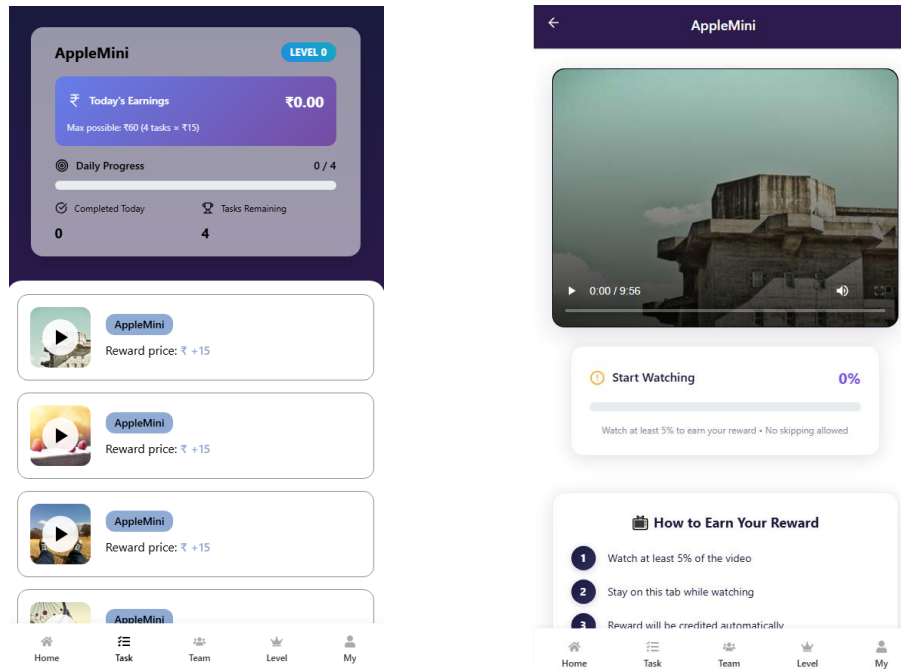 AppleMini
LEVEL 0
₹ Today's Earnings
₹0.00
Max possible: ₹60 (4 tasks × ₹15)
Daily Progress
0 / 4
Completed Today
Tasks Remaining
0
4
AppleMini
Reward price: ₹ +15
AppleMini
Reward price: ₹ +15
AppleMini
Reward price: ₹ +15
AppleMini
Home
Task
Team
Level
My
AppleMini
0:00 / 9:56
Start Watching
0%
Watch at least 5% to earn your reward • No skipping allowed
How to Earn Your Reward
1 Watch at least 5% of the video
2 Stay on this tab while watching
3 Reward will be credited automatically
Home
Task
Team
Level
My